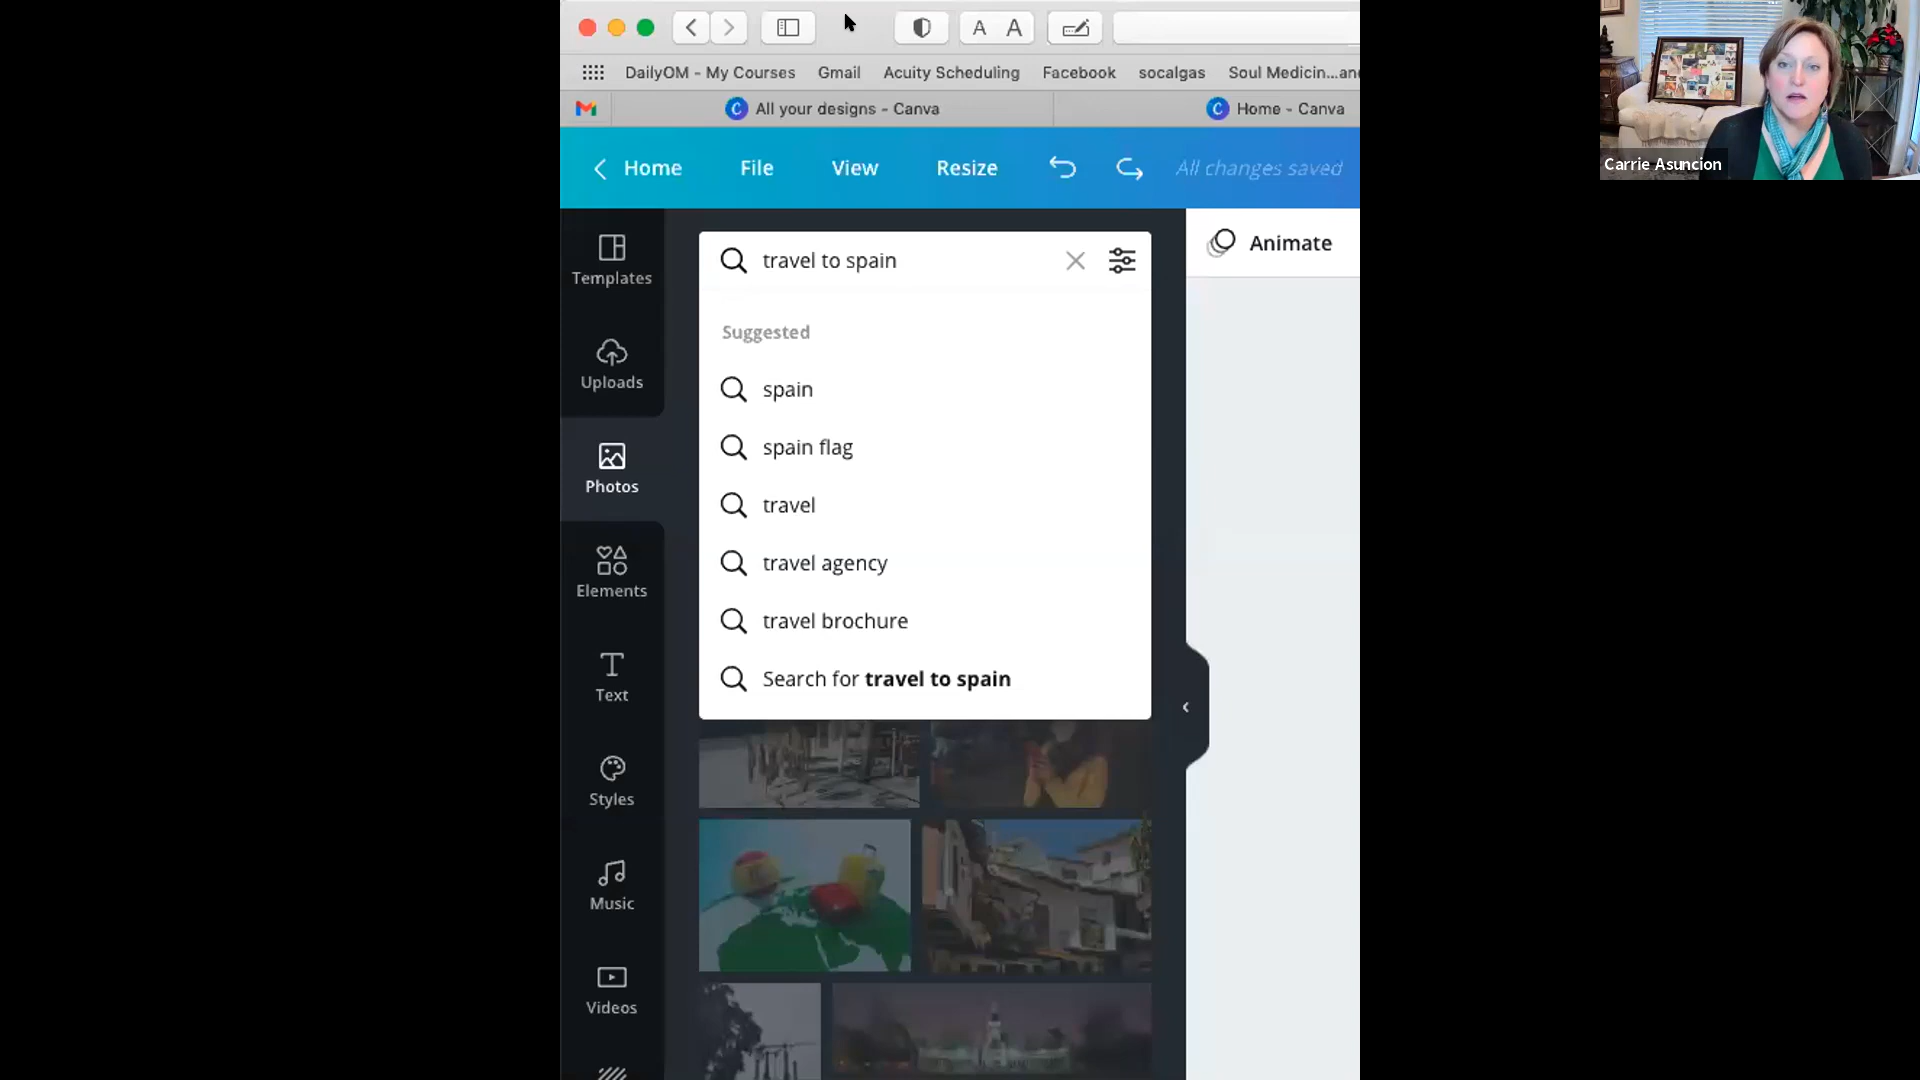 A A
DailyOM - My Courses Gmail Acuity Scheduling Facebook socalgas Soul Medicin...and
C All your designs - Canva C Home - Canva
Home File View Resize All changes saved
Carrie Asuncion
travel to spain
Animate
Suggested
spain
spain flag
travel
travel agency
travel brochure
Search for travel to spain
Templates
Uploads
Photos
Elements
Text
Styles
Music
Videos